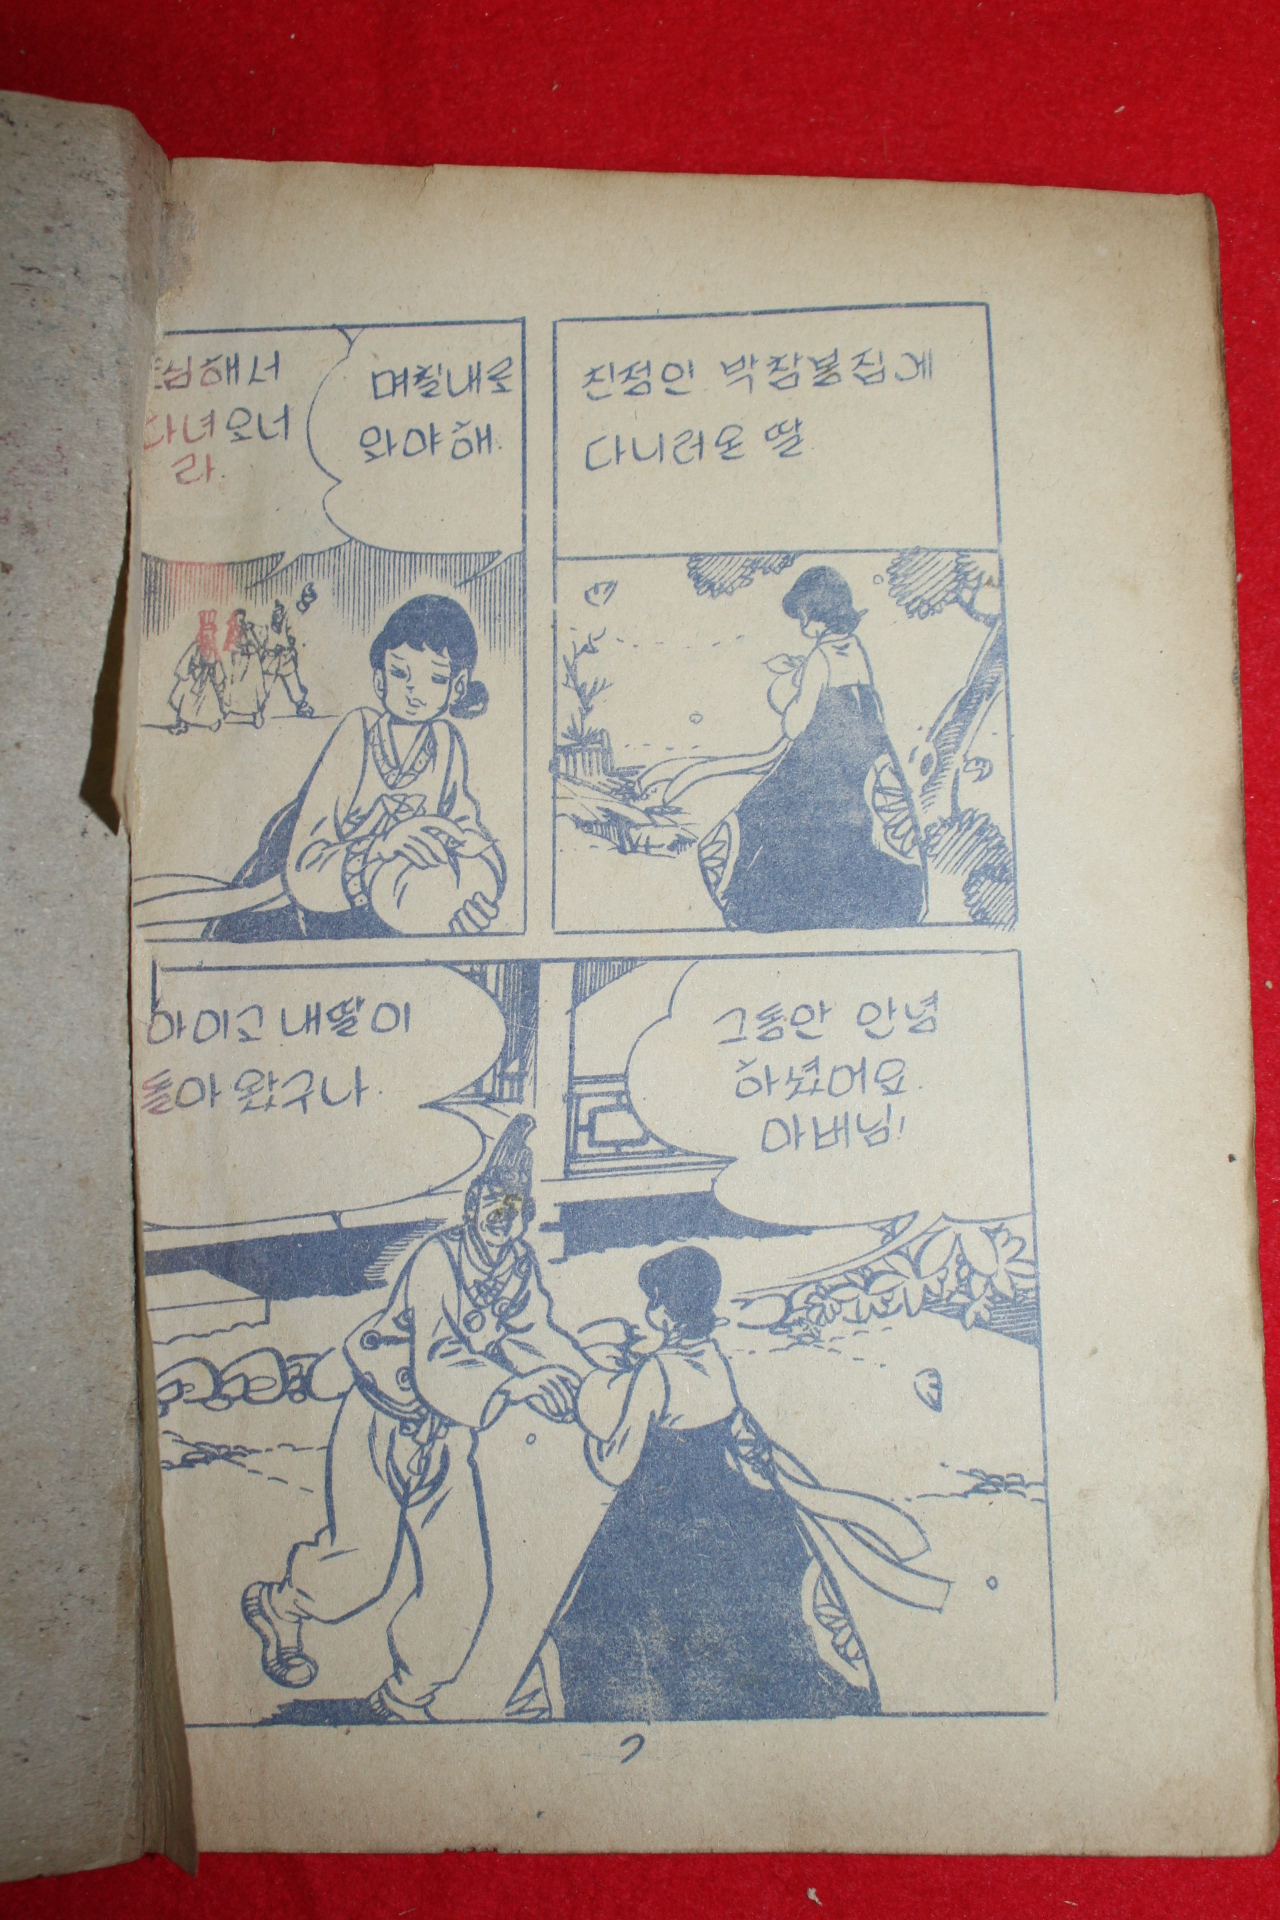 조심해서
다녀오너
라.
며칠내로
와야해.
친정인 박참봉집에
다니러온 딸
아이고 내딸이
돌아왔구나.
그동안 안녕
하셨어요.
아버님!
7